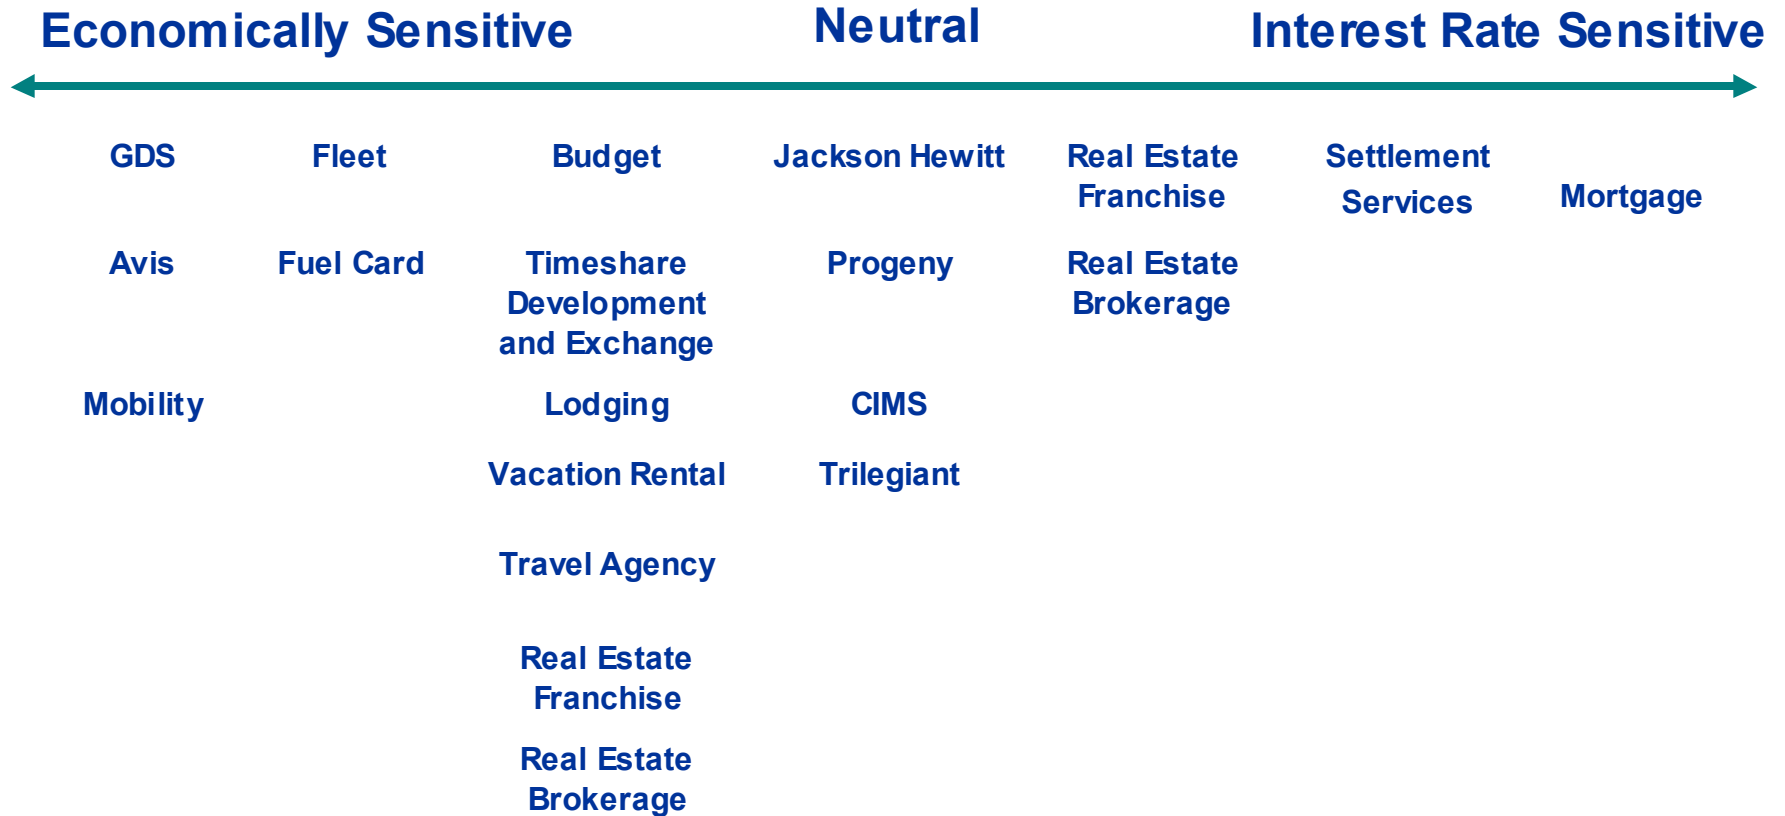 Economically Sensitive
Neutral
Interest Rate Sensitive
GDS
Fleet
Budget
Jackson Hewitt
Real Estate
Franchise
Settlement
Services
Mortgage
Avis
Fuel Card
Timeshare
Development
and Exchange
Progeny
Real Estate
Brokerage
Mobility
Lodging
CIMS
Vacation Rental
Trilegiant
Travel Agency
Real Estate
Franchise
Real Estate
Brokerage